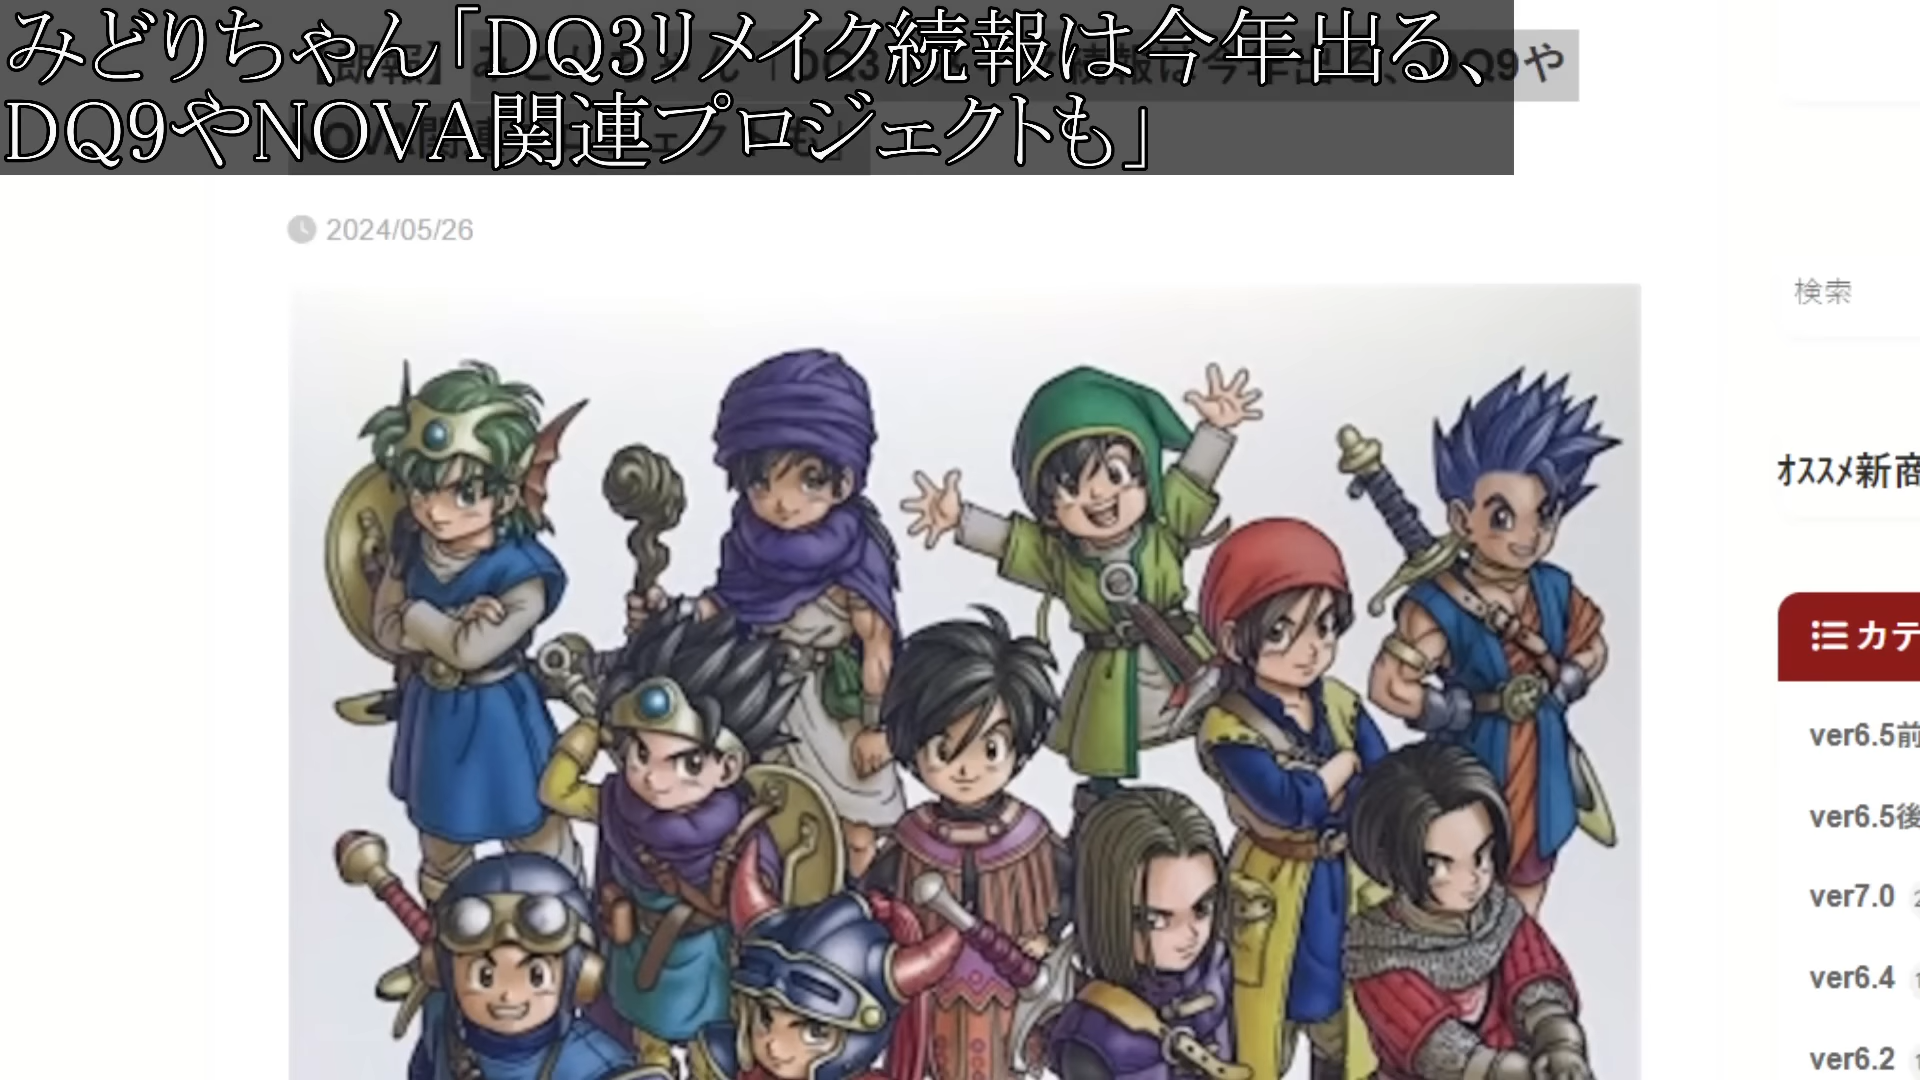 みどりちゃん「DQ3リメイク続報は今年出る、
DQ9やNOVA関連プロジェクトも」
2024/05/26
検索
ｵｽｽﾒ新商
カテ
ver6.5前
ver6.5後
ver7.0
ver6.4
ver6.2